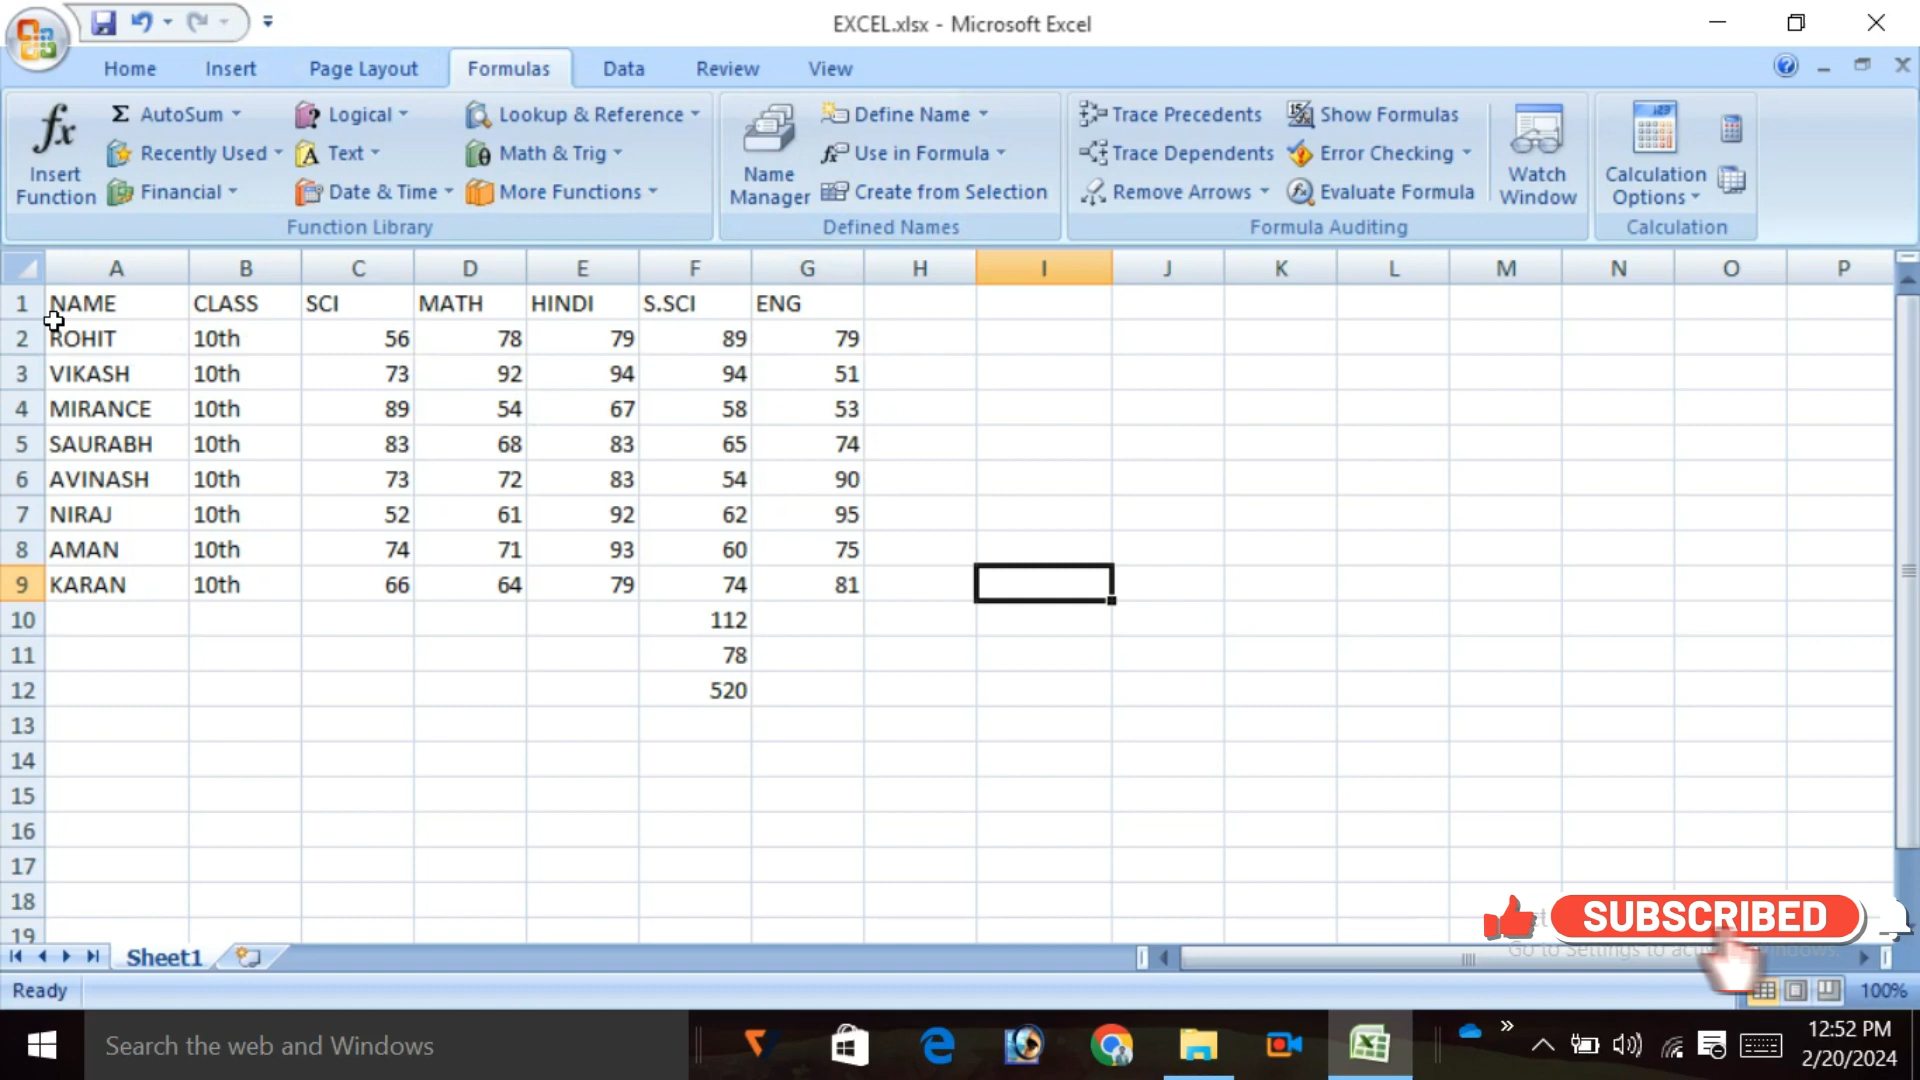 EXCEL.xlsx - Microsoft Excel
Home Insert Page Layout Formulas Data Review View
fx Insert Function
Σ AutoSum Logical Lookup & Reference
Recently Used Text Math & Trig
Financial Date & Time More Functions
Function Library
Name Manager
Define Name
Use in Formula
Create from Selection
Defined Names
Trace Precedents Show Formulas
Trace Dependents Error Checking
Remove Arrows Evaluate Formula
Watch Window
Formula Auditing
Calculation Options
Calculation
A B C D E F G H I J K L M N O P
1 NAME CLASS SCI MATH HINDI S.SCI ENG
2 ROHIT 10th 56 78 79 89 79
3 VIKASH 10th 73 92 94 94 51
4 MIRANCE 10th 89 54 67 58 53
5 SAURABH 10th 83 68 83 65 74
6 AVINASH 10th 73 72 83 54 90
7 NIRAJ 10th 52 61 92 62 95
8 AMAN 10th 74 71 93 60 75
9 KARAN 10th 66 64 79 74 81
10 112
11 78
12 520
13
14
15
16
17
18
19
SUBSCRIBED
Go to Settings to
Sheet1
Ready 100%
Search the web and Windows
12:52 PM
2/20/2024